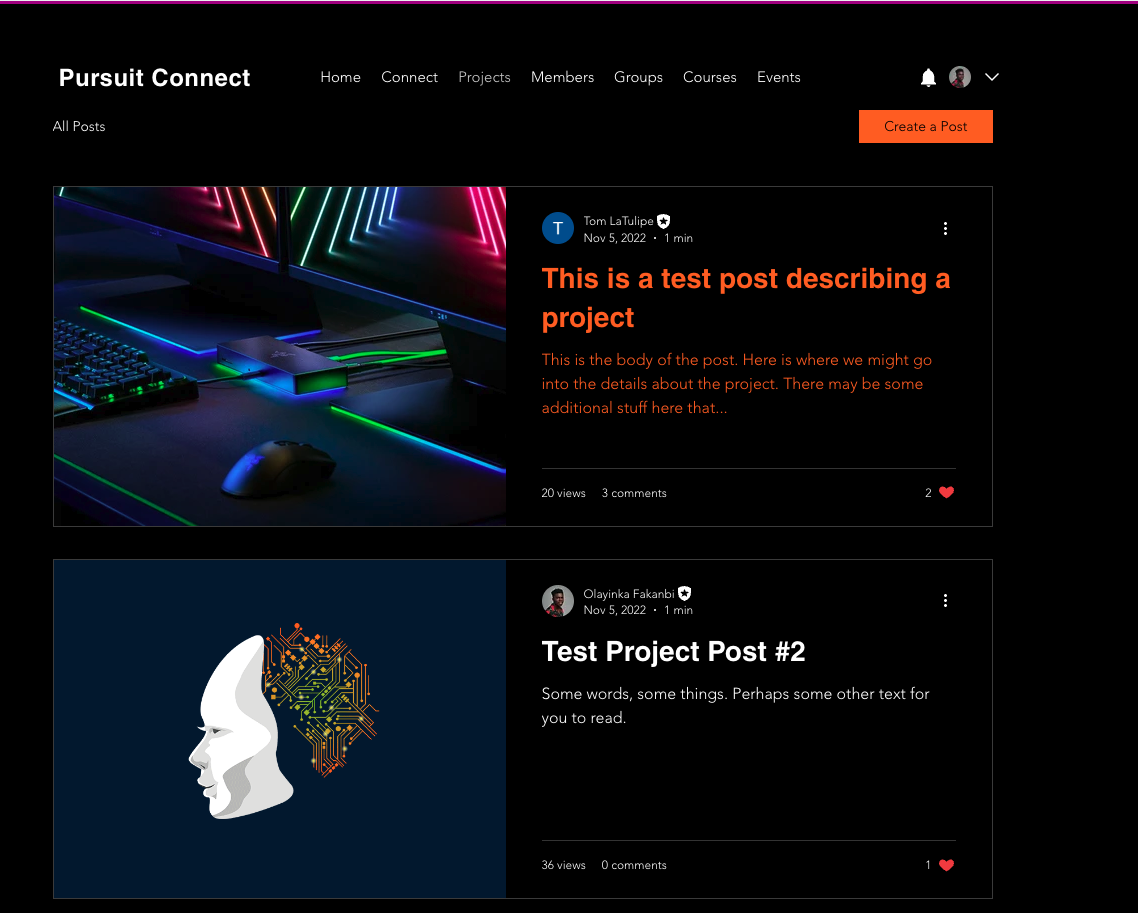 Pursuit Connect
Home Connect Projects Members Groups Courses Events
All Posts
Create a Post
T
Tom LaTulipe
Nov 5, 2022 · 1 min
This is a test post describing a
project
This is the body of the post. Here is where we might go
into the details about the project. There may be some
additional stuff here that...
20 views 3 comments
2
Olayinka Fakanbi
Nov 5, 2022 · 1 min
Test Project Post #2
Some words, some things. Perhaps some other text for
you to read.
36 views 0 comments
1